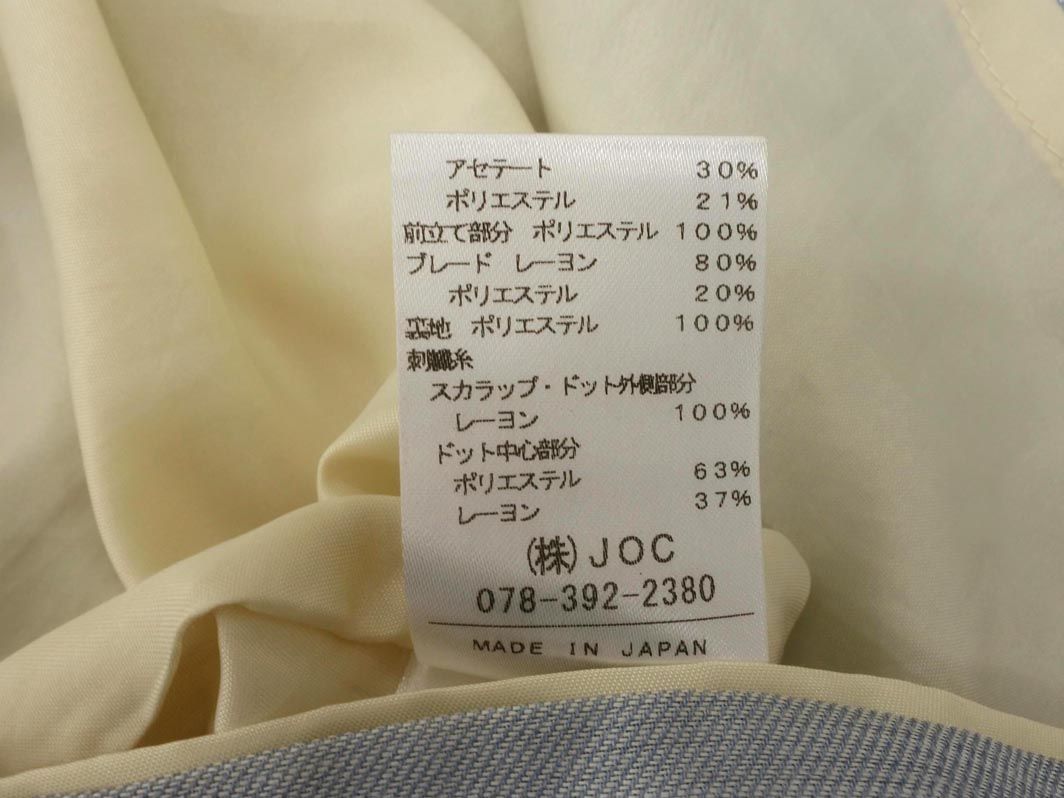 アセテート 30%
ポリエステル 21%
前立て部分 ポリエステル 100%
ブレード レーヨン 80%
ポリエステル 20%
裏地 ポリエステル 100%
刺繍糸
スカラップ・ドット外側部分
レーヨン 100%
ドット中心部分
ポリエステル 63%
レーヨン 37%
(株)JOC
078-392-2380
MADE IN JAPAN